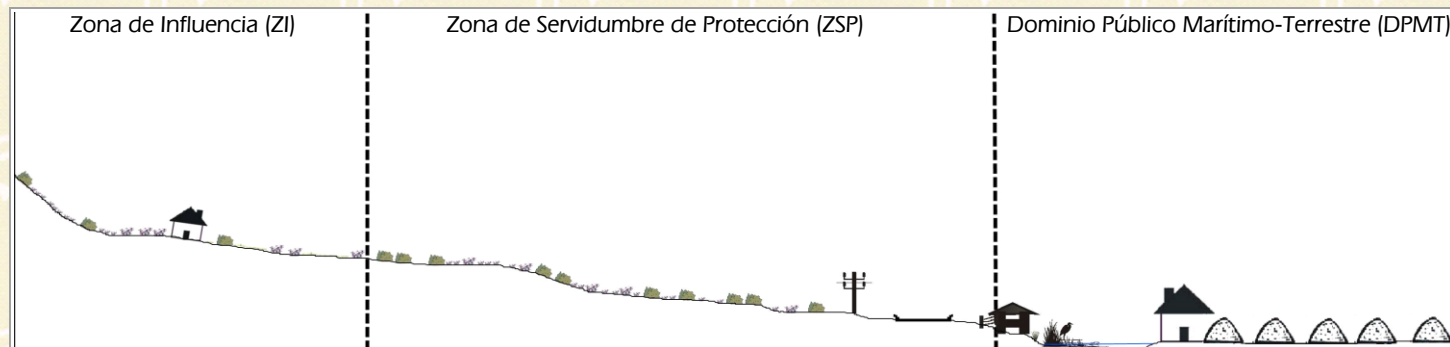 Zona de Influencia (ZI)
Zona de Servidumbre de Protección (ZSP)
Dominio Público Marítimo-Terrestre (DPMT)